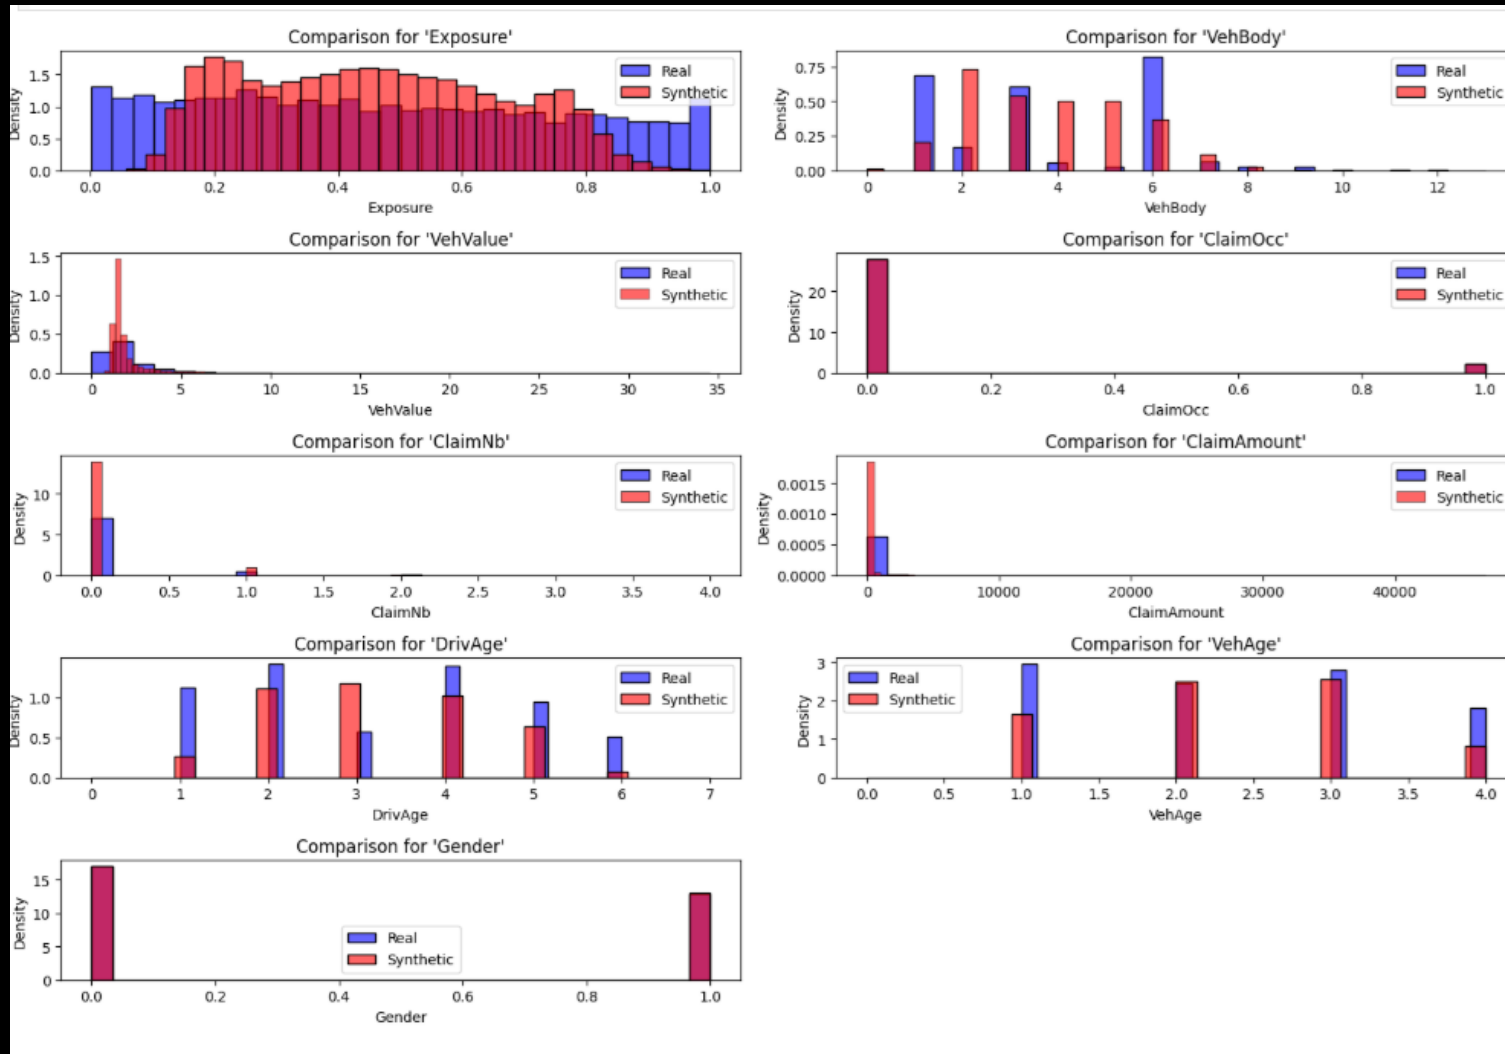 Comparison for 'Exposure'
Density
1.5
1.0
0.5
0.0
Real
Synthetic
0.0 0.2 0.4 0.6 0.8 1.0
Exposure
Comparison for 'VehBody'
Density
0.75
0.50
0.25
0.00
Real
Synthetic
0 2 4 6 8 10 12
VehBody
Comparison for 'VehValue'
Density
1.5
1.0
0.5
0.0
Real
Synthetic
0 5 10 15 20 25 30 35
VehValue
Comparison for 'ClaimOcc'
Density
20
10
0
Real
Synthetic
0.0 0.2 0.4 0.6 0.8 1.0
ClaimOcc
Comparison for 'ClaimNb'
Density
10
5
0
Real
Synthetic
0.0 0.5 1.0 1.5 2.0 2.5 3.0 3.5 4.0
ClaimNb
Comparison for 'ClaimAmount'
Density
0.0015
0.0010
0.0005
0.0000
Real
Synthetic
0 10000 20000 30000 40000
ClaimAmount
Comparison for 'DrivAge'
Density
1.0
0.5
0.0
Real
Synthetic
0 1 2 3 4 5 6 7
DrivAge
Comparison for 'VehAge'
Density
3
2
1
0
Real
Synthetic
0.0 0.5 1.0 1.5 2.0 2.5 3.0 3.5 4.0
VehAge
Comparison for 'Gender'
Density
15
10
5
0
Real
Synthetic
0.0 0.2 0.4 0.6 0.8 1.0
Gender